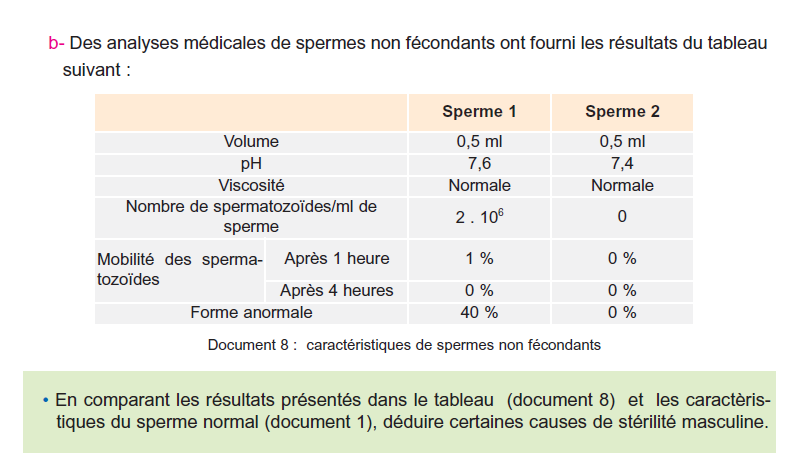 b- Des analyses médicales de spermes non fécondants ont fourni les résultats du tableau
suivant :
Sperme 1 Sperme 2
Volume 0,5 ml 0,5 ml
pH 7,6 7,4
Viscosité Normale Normale
Nombre de spermatozoïdes/ml de
sperme 2 . 10⁶ 0
Mobilité des sperma-
tozoïdes
Après 1 heure 1 % 0 %
Après 4 heures 0 % 0 %
Forme anormale 40 % 0 %
Document 8 : caractéristiques de spermes non fécondants
• En comparant les résultats présentés dans le tableau (document 8) et les caractèris-
tiques du sperme normal (document 1), déduire certaines causes de stérilité masculine.